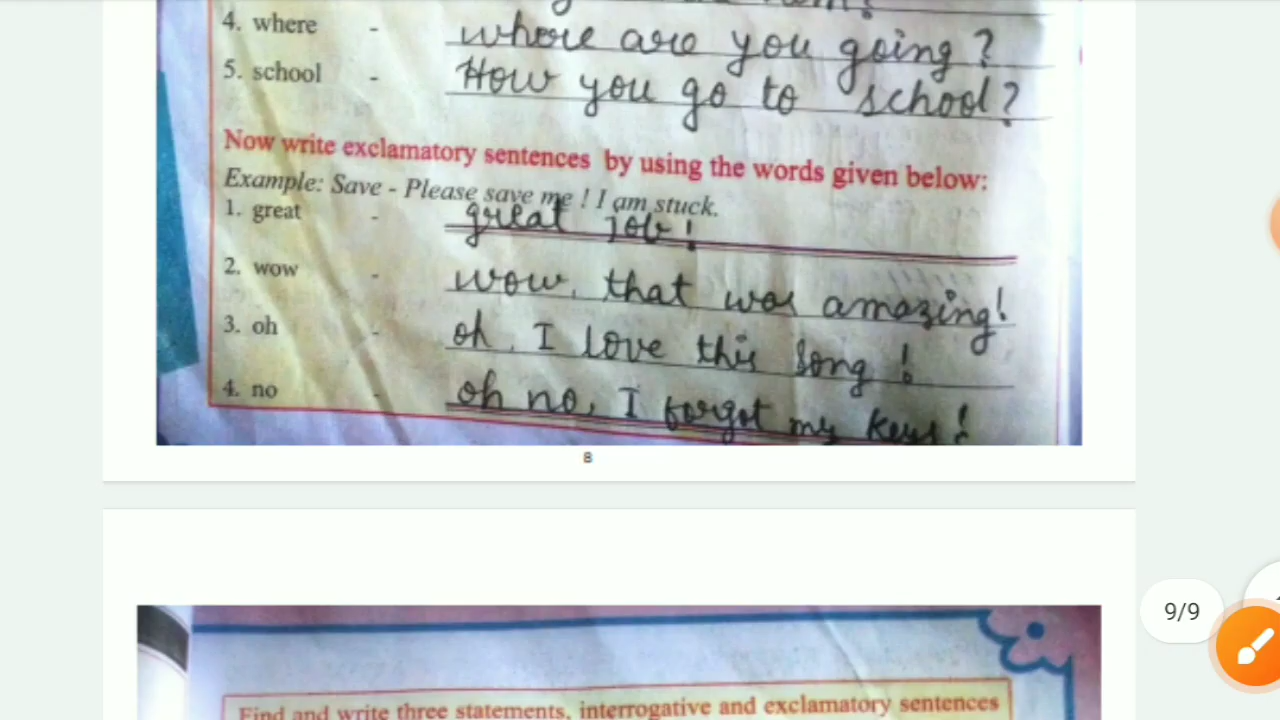 4. where - where are you going?
5. school - How you go to school?
Now write exclamatory sentences by using the words given below:
Example: Save - Please save me ! I am stuck.
1. great - great job!
2. wow - wow, that was amazing!
3. oh - oh, I love this song !
4. no - oh no, I forgot my keys!
8
9/9
Find and write three statements, interrogative and exclamatory sentences